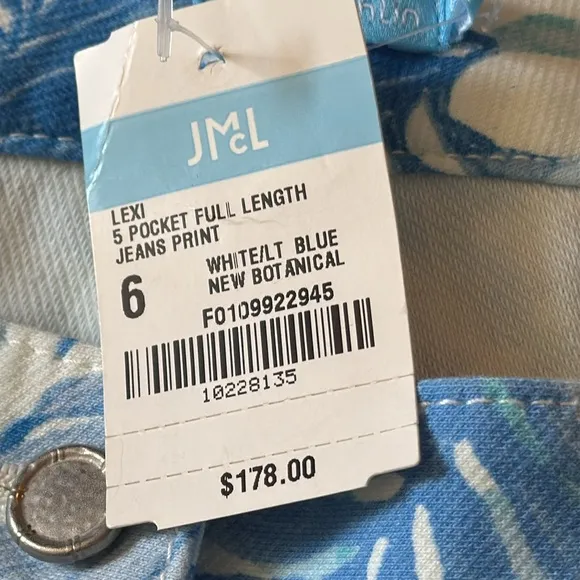 JMcL
LEXI
5 POCKET FULL LENGTH
JEANS PRINT
6
WHITE/LT BLUE
NEW BOTANICAL
F0109922945
10228135
$178.00